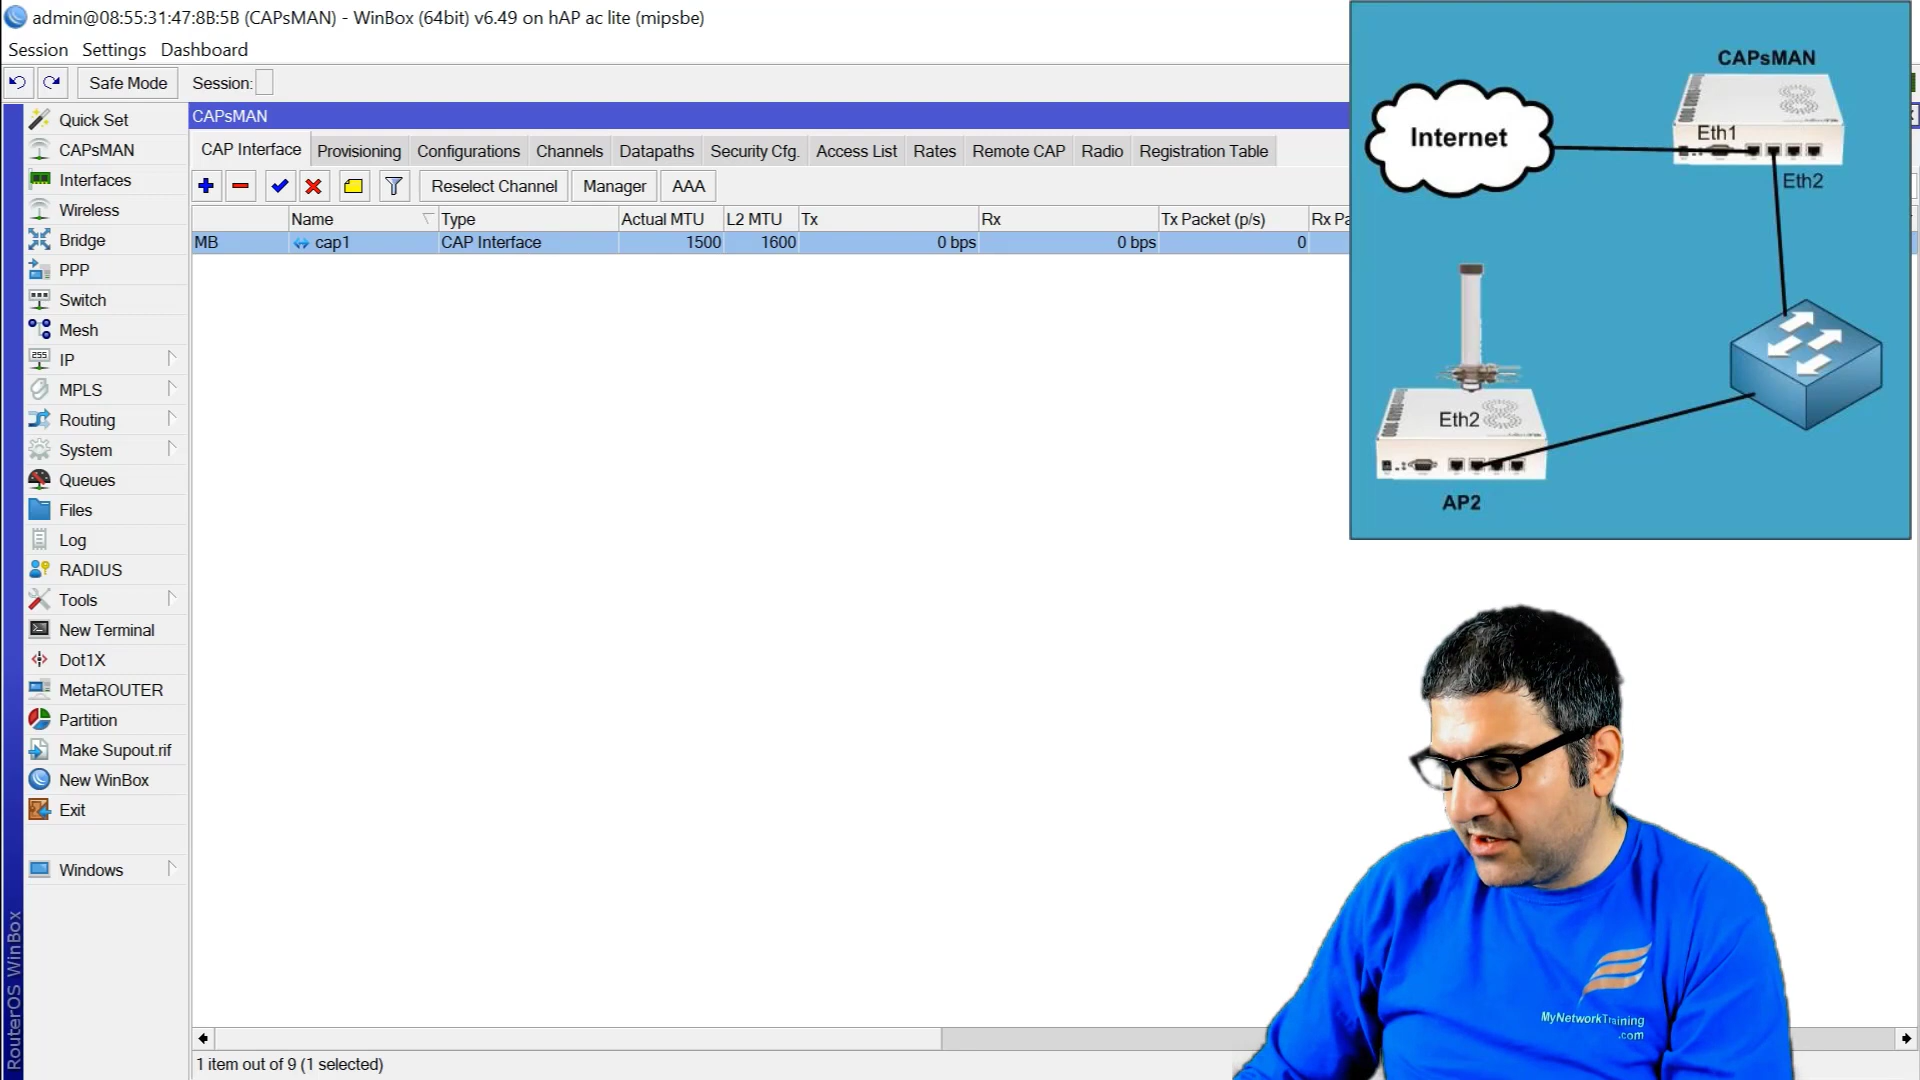 admin@08:55:31:47:8B:5B (CAPsMAN) - WinBox (64bit) v6.49 on hAP ac lite (mipsbe)
Session Settings Dashboard
Safe Mode Session:
Quick Set
CAPsMAN
Interfaces
Wireless
Bridge
PPP
Switch
Mesh
IP
MPLS
Routing
System
Queues
Files
Log
RADIUS
Tools
New Terminal
Dot1X
MetaROUTER
Partition
Make Supout.rif
New WinBox
Exit
Windows
RouterOS WinBox
CAPsMAN
CAP Interface Provisioning Configurations Channels Datapaths Security Cfg. Access List Rates Remote CAP Radio Registration Table
Reselect Channel Manager AAA
Name Type Actual MTU L2 MTU Tx Rx Tx Packet (p/s) Rx Pa
MB cap1 CAP Interface 1500 1600 0 bps 0 bps 0
1 item out of 9 (1 selected)
CAPsMAN
Internet
Eth1
Eth2
Eth2
AP2
MyNetworkTraining
.com